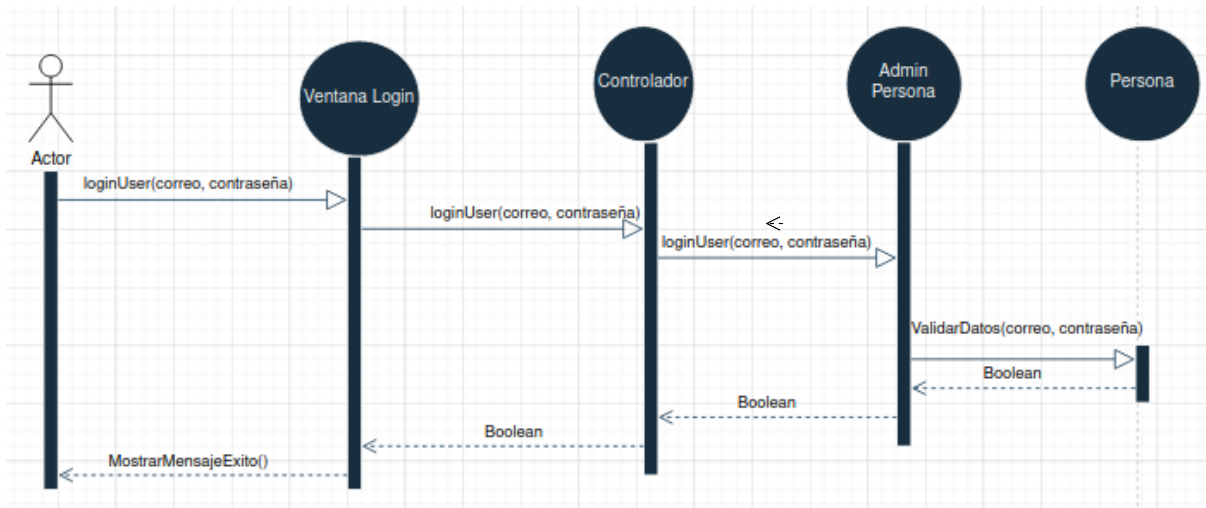 Ventana Login
Controlador
Admin
Persona
Persona
Actor
loginUser(correo, contraseña)
loginUser(correo, contraseña)
loginUser(correo, contraseña)
ValidarDatos(correo, contraseña)
Boolean
Boolean
Boolean
MostrarMensajeExito()